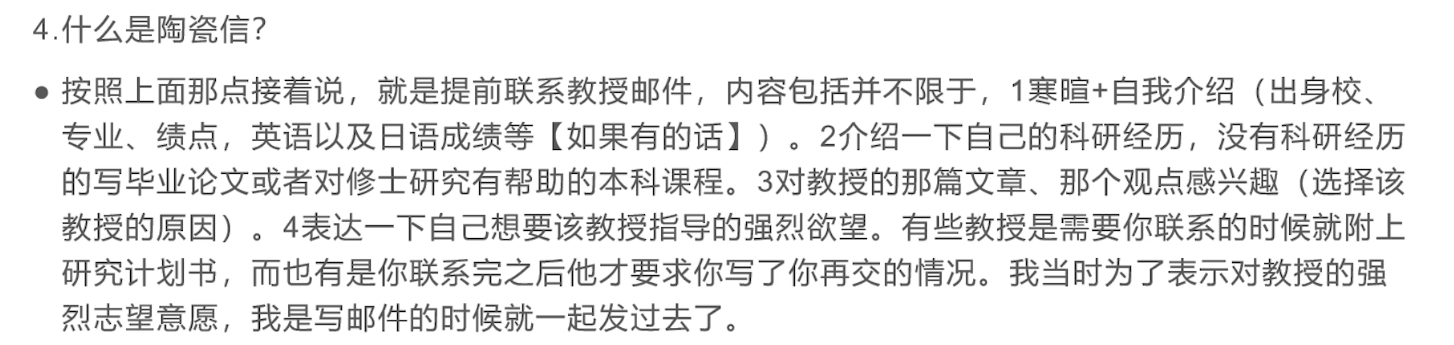 4.什么是陶瓷信？
● 按照上面那点接着说，就是提前联系教授邮件，内容包括并不限于，1寒暄+自我介绍（出身校、
专业、绩点，英语以及日语成绩等【如果有的话】）。2介绍一下自己的科研经历，没有科研经历
的写毕业论文或者对修士研究有帮助的本科课程。3对教授的那篇文章、那个观点感兴趣（选择该
教授的原因）。4表达一下自己想要该教授指导的强烈欲望。有些教授是需要你联系的时候就附上
研究计划书，而也有是你联系完之后他才要求你写了你再交的情况。我当时为了表示对教授的强
烈志望意愿，我是写邮件的时候就一起发过去了。